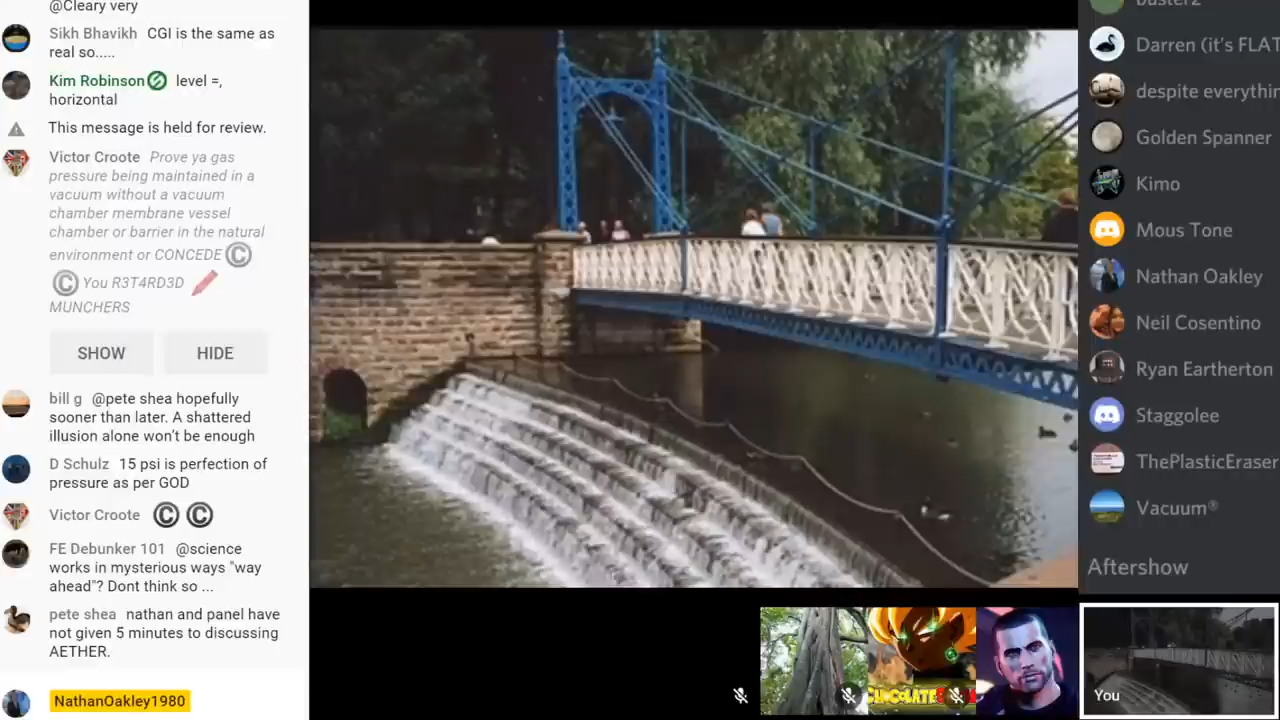 @Cleary very
Sikh Bhavikh CGI is the same as
real so.....
Kim Robinson level =,
horizontal
This message is held for review.
Victor Croote Prove ya gas
pressure being maintained in a
vacuum without a vacuum
chamber membrane vessel
chamber or barrier in the natural
environment or CONCEDE ©
© You R3T4RD3D
MUNCHERS
SHOW HIDE
bill g @pete shea hopefully
sooner than later. A shattered
illusion alone won't be enough
D Schulz 15 psi is perfection of
pressure as per GOD
Victor Croote © ©
FE Debunker 101 @science
works in mysterious ways "way
ahead"? Dont think so ...
pete shea nathan and panel have
not given 5 minutes to discussing
AETHER.
NathanOakley1980
buster2
Darren (it's FLAT
despite everythin
Golden Spanner
Kimo
Mous Tone
Nathan Oakley
Neil Cosentino
Ryan Eartherton
Staggolee
ThePlasticEraser
Vacuum®
Aftershow
You